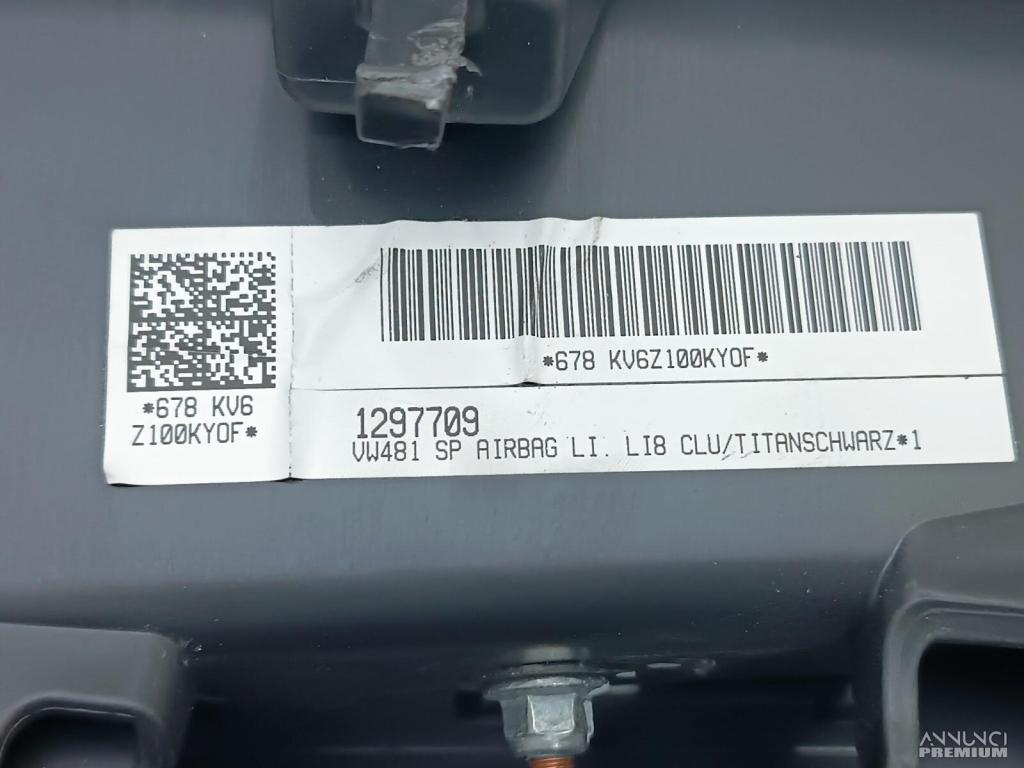 *678 KV6Z100KYOF*
*678 KV6
Z100KYOF*
1297709
VW481 SP AIRBAG LI. LI8 CLU/TITANSCHWARZ*1
ANNUNCI
PREMIUM